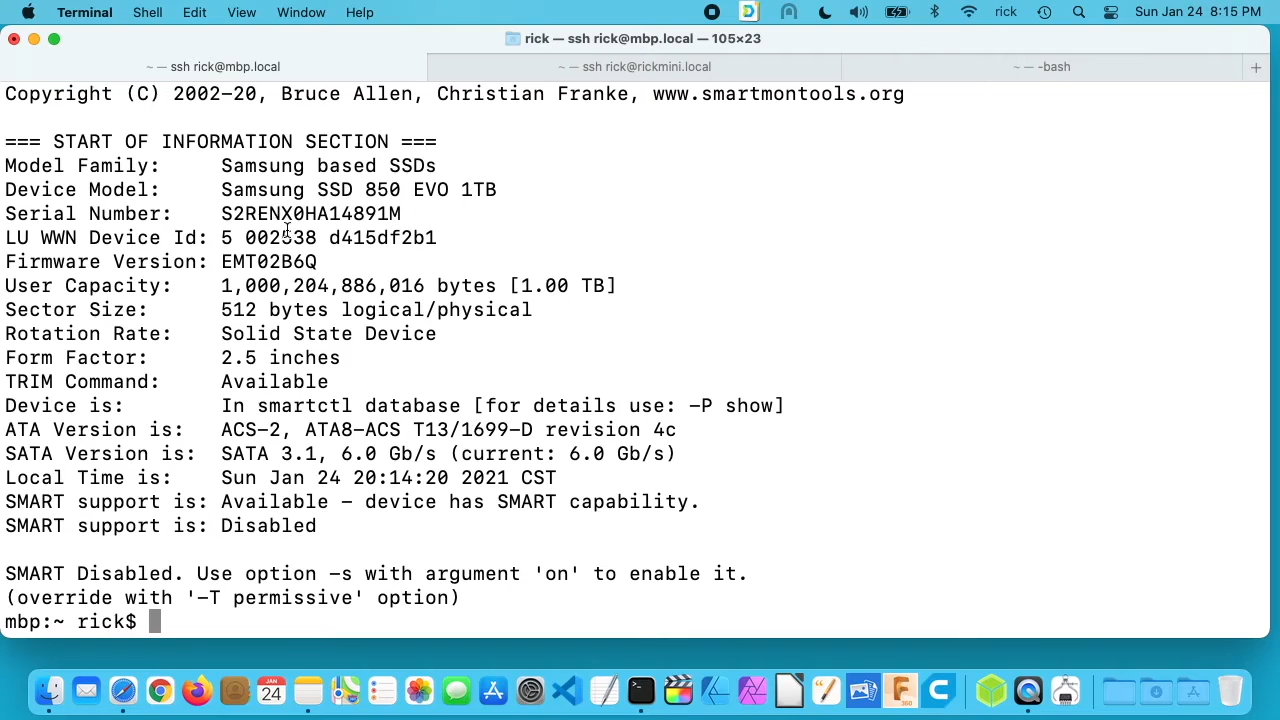 Terminal Shell Edit View Window Help rick Sun Jan 24 8:15 PM
rick — ssh rick@mbp.local — 105×23
~ — ssh rick@mbp.local ~ — ssh rick@rickmini.local ~ — -bash +
Copyright (C) 2002-20, Bruce Allen, Christian Franke, www.smartmontools.org
=== START OF INFORMATION SECTION ===
Model Family: Samsung based SSDs
Device Model: Samsung SSD 850 EVO 1TB
Serial Number: S2RENX0HA14891M
LU WWN Device Id: 5 002538 d415df2b1
Firmware Version: EMT02B6Q
User Capacity: 1,000,204,886,016 bytes [1.00 TB]
Sector Size: 512 bytes logical/physical
Rotation Rate: Solid State Device
Form Factor: 2.5 inches
TRIM Command: Available
Device is: In smartctl database [for details use: -P show]
ATA Version is: ACS-2, ATA8-ACS T13/1699-D revision 4c
SATA Version is: SATA 3.1, 6.0 Gb/s (current: 6.0 Gb/s)
Local Time is: Sun Jan 24 20:14:20 2021 CST
SMART support is: Available - device has SMART capability.
SMART support is: Disabled
SMART Disabled. Use option -s with argument 'on' to enable it.
(override with '-T permissive' option)
mbp:~ rick$
JAN
24
360